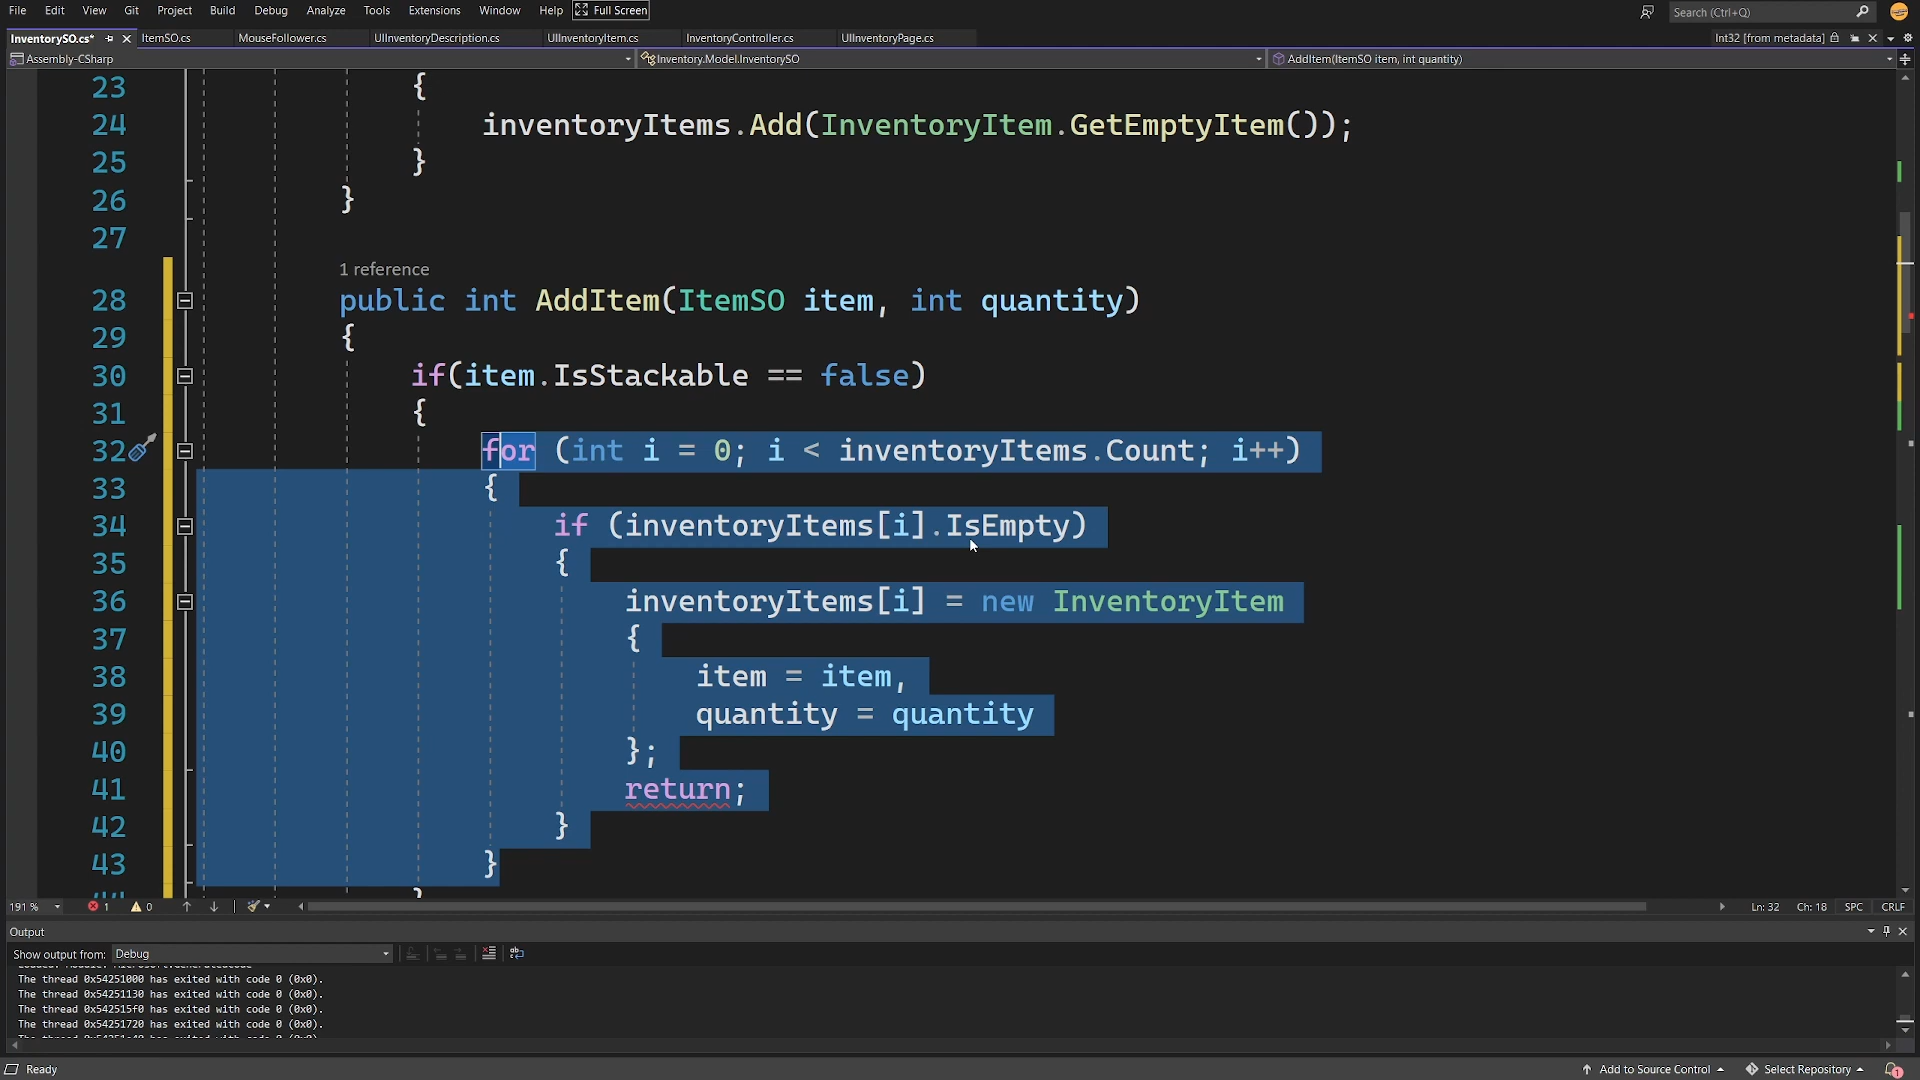 File Edit View Git Project Build Debug Analyze Tools Extensions Window Help Full Screen Search (Ctrl+Q)
InventorySO.cs* ItemSO.cs MouseFollower.cs UIInventoryDescription.cs UIInventoryItem.cs InventoryController.cs UIInventoryPage.cs Int32 [from metadata]
Assembly-CSharp Inventory.Model.InventorySO AddItem(ItemSO item, int quantity)
23 {
24 inventoryItems.Add(InventoryItem.GetEmptyItem());
25 }
26 }
27
1 reference
28 public int AddItem(ItemSO item, int quantity)
29 {
30 if(item.IsStackable == false)
31 {
32 for (int i = 0; i < inventoryItems.Count; i++)
33 {
34 if (inventoryItems[i].IsEmpty)
35 {
36 inventoryItems[i] = new InventoryItem
37 {
38 item = item,
39 quantity = quantity
40 };
41 return;
42 }
43 }
191 % 1 0 Ln: 32 Ch: 18 SPC CRLF
Output
Show output from: Debug
The thread 0x54251000 has exited with code 0 (0x0).
The thread 0x54251130 has exited with code 0 (0x0).
The thread 0x542515f0 has exited with code 0 (0x0).
The thread 0x54251720 has exited with code 0 (0x0).
Ready Add to Source Control Select Repository 1